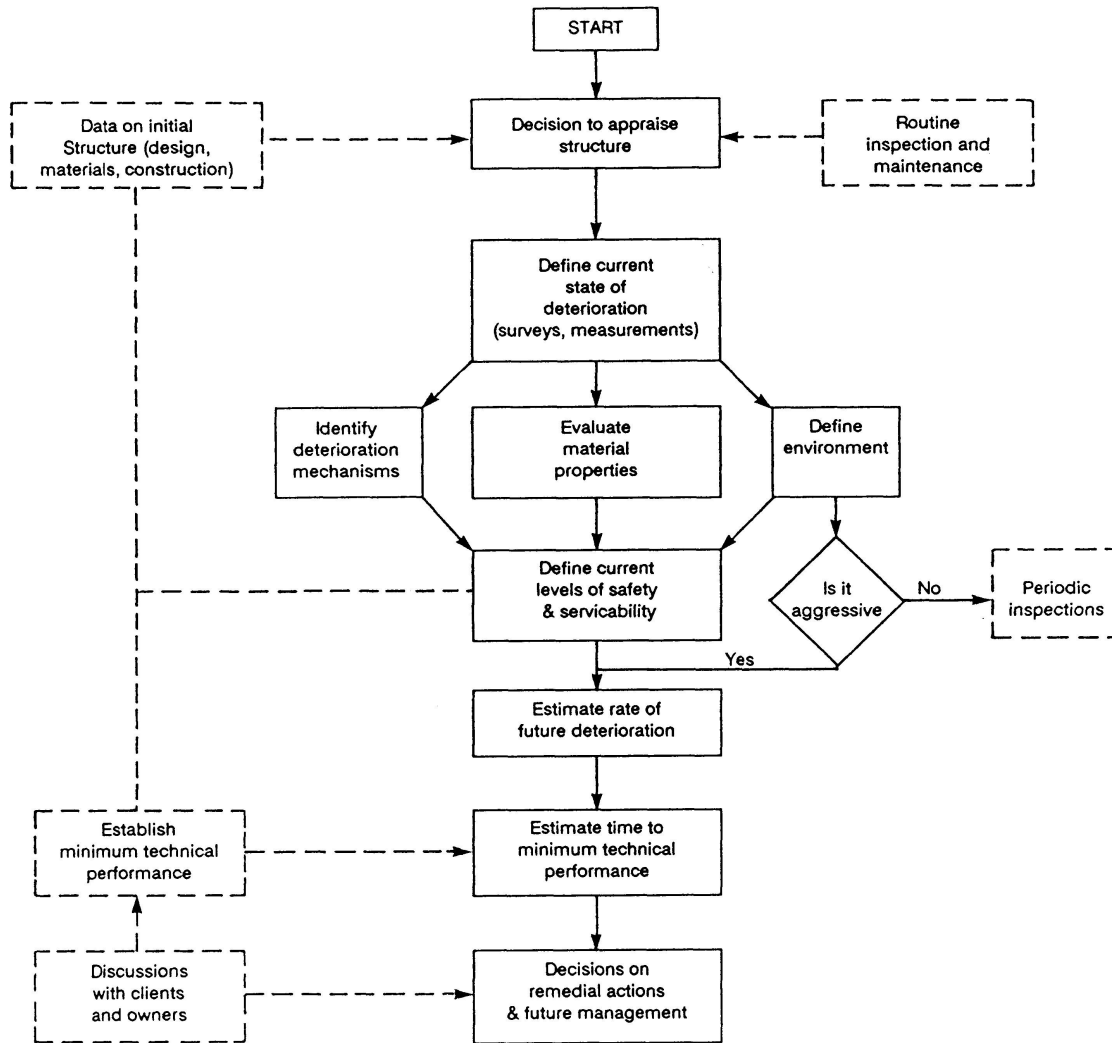 START
Data on initial
Structure (design,
materials, construction)
Decision to appraise
structure
Routine
inspection and
maintenance
Define current
state of
deterioration
(surveys, measurements)
Identify
deterioration
mechanisms
Evaluate
material
properties
Define
environment
Define current
levels of safety
& servicability
Is it
aggressive
No
Periodic
inspections
Yes
Estimate rate of
future deterioration
Establish
minimum technical
performance
Estimate time to
minimum technical
performance
Discussions
with clients
and owners
Decisions on
remedial actions
& future management